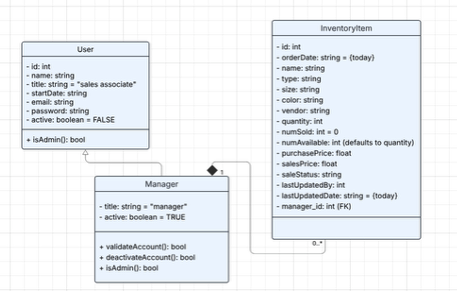 User
- id: int
- name: string
- title: string = "sales associate"
- startDate: string
- email: string
- password: string
- active: boolean = FALSE
+ isAdmin(): bool
Manager
- title: string = "manager"
- active: boolean = TRUE
+ validateAccount(): bool
+ deactivateAccount(): bool
+ isAdmin(): bool
1
InventoryItem
- id: int
- orderDate: string = {today}
- name: string
- type: string
- size: string
- color: string
- vendor: string
- quantity: int
- numSold: int = 0
- numAvailable: int (defaults to quantity)
- purchasePrice: float
- salesPrice: float
- saleStatus: string
- lastUpdatedBy: int
- lastUpdatedDate: string = {today}
- manager_id: int (FK)
0..*